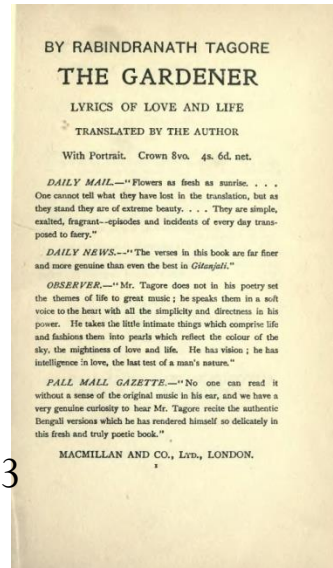 BY RABINDRANATH TAGORE
THE GARDENER
LYRICS OF LOVE AND LIFE
TRANSLATED BY THE AUTHOR
With Portrait. Crown 8vo. 4s. 6d. net.
DAILY MAIL.—"Flowers as fresh as sunrise. . . .
One cannot tell what they have lost in the translation, but as
they stand they are of extreme beauty. . . . They are simple,
exalted, fragrant—episodes and incidents of every day trans-
posed to faery."
DAILY NEWS.—"The verses in this book are far finer
and more genuine than even the best in Gitanjali."
OBSERVER.—"Mr. Tagore does not in his poetry set
the themes of life to great music ; he speaks them in a soft
voice to the heart with all the simplicity and directness in his
power. He takes the little intimate things which comprise life
and fashions them into pearls which reflect the colour of the
sky, the mightiness of love and life. He has vision ; he has
intelligence in love, the last test of a man's nature."
PALL MALL GAZETTE.—"No one can read it
without a sense of the original music in his ear, and we have a
very genuine curiosity to hear Mr. Tagore recite the authentic
Bengali versions which he has rendered himself so delicately in
this fresh and truly poetic book."
MACMILLAN AND CO., LTD., LONDON.
3